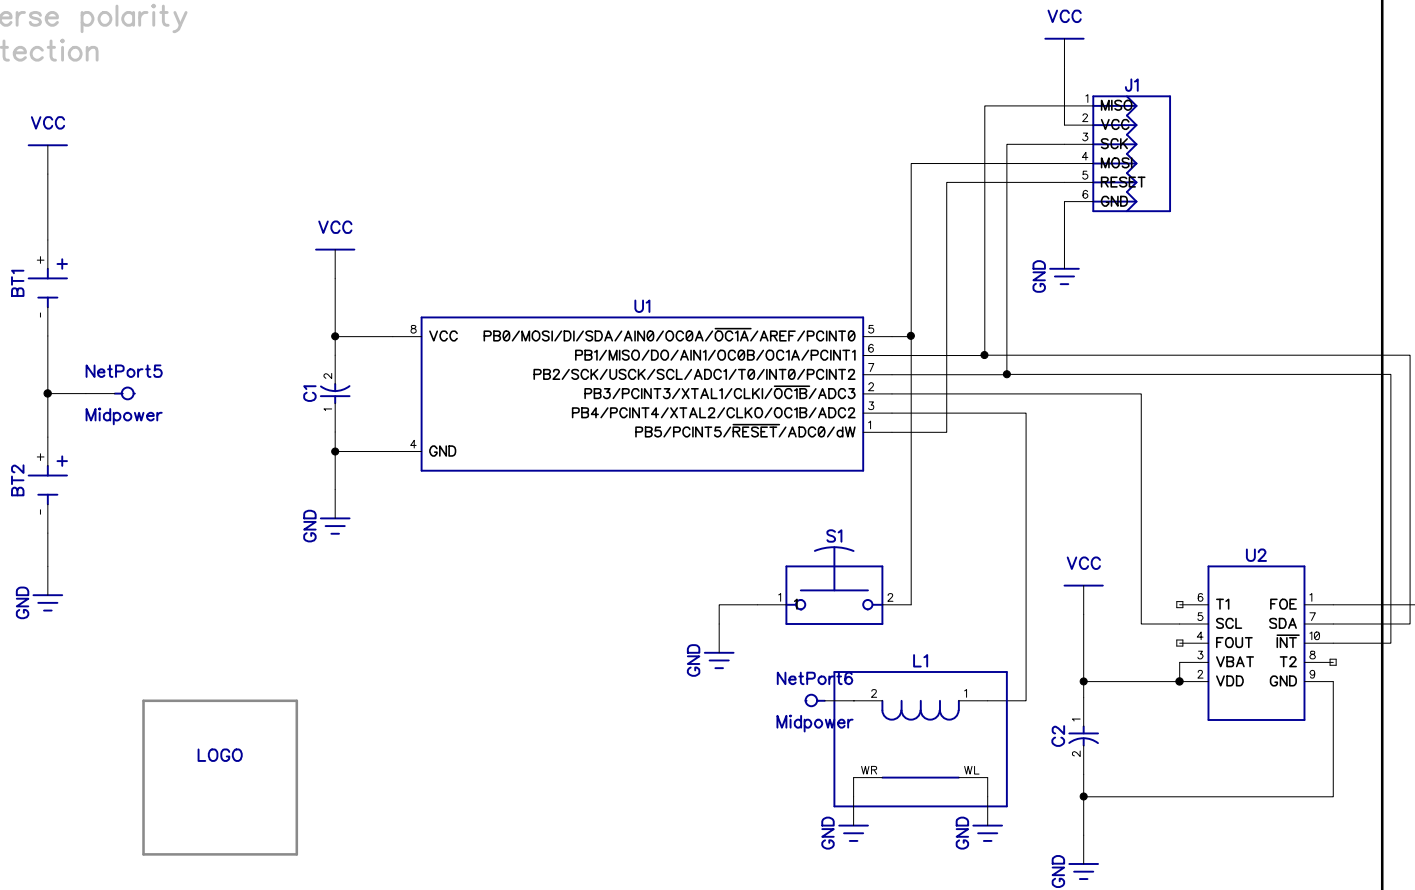 erse polarity
tection
VCC
J1
1 MISO
2 VCC
3 SCK
4 MOSI
5 RESET
6 GND
GND
VCC
+ +
BT1
-
NetPort5
Midpower
+ +
BT2
-
GND
VCC
C1
2
1
GND
U1
8 VCC
4 GND
PB0/MOSI/DI/SDA/AIN0/OC0A/OC1A/AREF/PCINT0 5
PB1/MISO/DO/AIN1/OC0B/OC1A/PCINT1 6
PB2/SCK/USCK/SCL/ADC1/T0/INT0/PCINT2 7
PB3/PCINT3/XTAL1/CLKI/OC1B/ADC3 2
PB4/PCINT4/XTAL2/CLKO/OC1B/ADC2 3
PB5/PCINT5/RESET/ADC0/dW 1
S1
1 2
GND
L1
NetPort6
2 1
Midpower
WR WL
GND GND
VCC
C2
1
2
GND
U2
6 T1 FOE 1
5 SCL SDA 7
4 FOUT INT 10
3 VBAT T2 8
2 VDD GND 9
LOGO